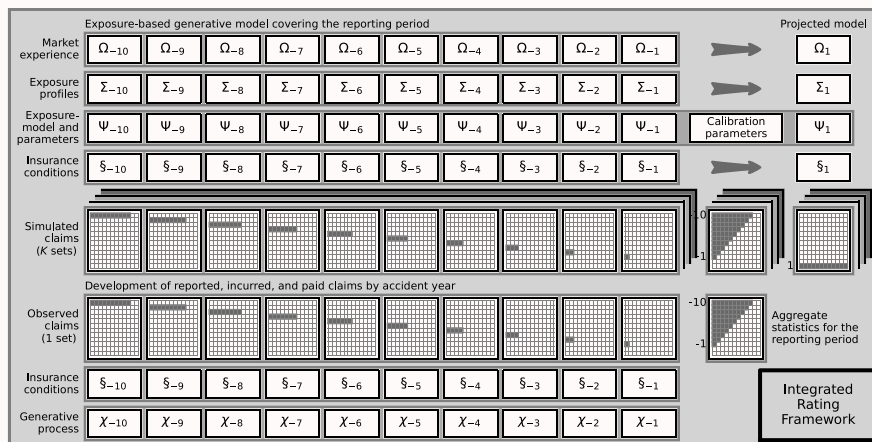 Exposure-based generative model covering the reporting period
Projected model
Market
experience
Ω−10 Ω−9 Ω−8 Ω−7 Ω−6 Ω−5 Ω−4 Ω−3 Ω−2 Ω−1 Ω1
Exposure
profiles
Σ−10 Σ−9 Σ−8 Σ−7 Σ−6 Σ−5 Σ−4 Σ−3 Σ−2 Σ−1 Σ1
Exposure-
model and
parameters
Ψ−10 Ψ−9 Ψ−8 Ψ−7 Ψ−6 Ψ−5 Ψ−4 Ψ−3 Ψ−2 Ψ−1
Calibration
parameters
Ψ1
Insurance
conditions
§−10 §−9 §−8 §−7 §−6 §−5 §−4 §−3 §−2 §−1 §1
Simulated
claims
(K sets)
-10
-1
1
Development of reported, incurred, and paid claims by accident year
Observed
claims
(1 set)
-10
-1
Aggregate
statistics for the
reporting period
Insurance
conditions
§−10 §−9 §−8 §−7 §−6 §−5 §−4 §−3 §−2 §−1
Generative
process
χ−10 χ−9 χ−8 χ−7 χ−6 χ−5 χ−4 χ−3 χ−2 χ−1
Integrated
Rating
Framework